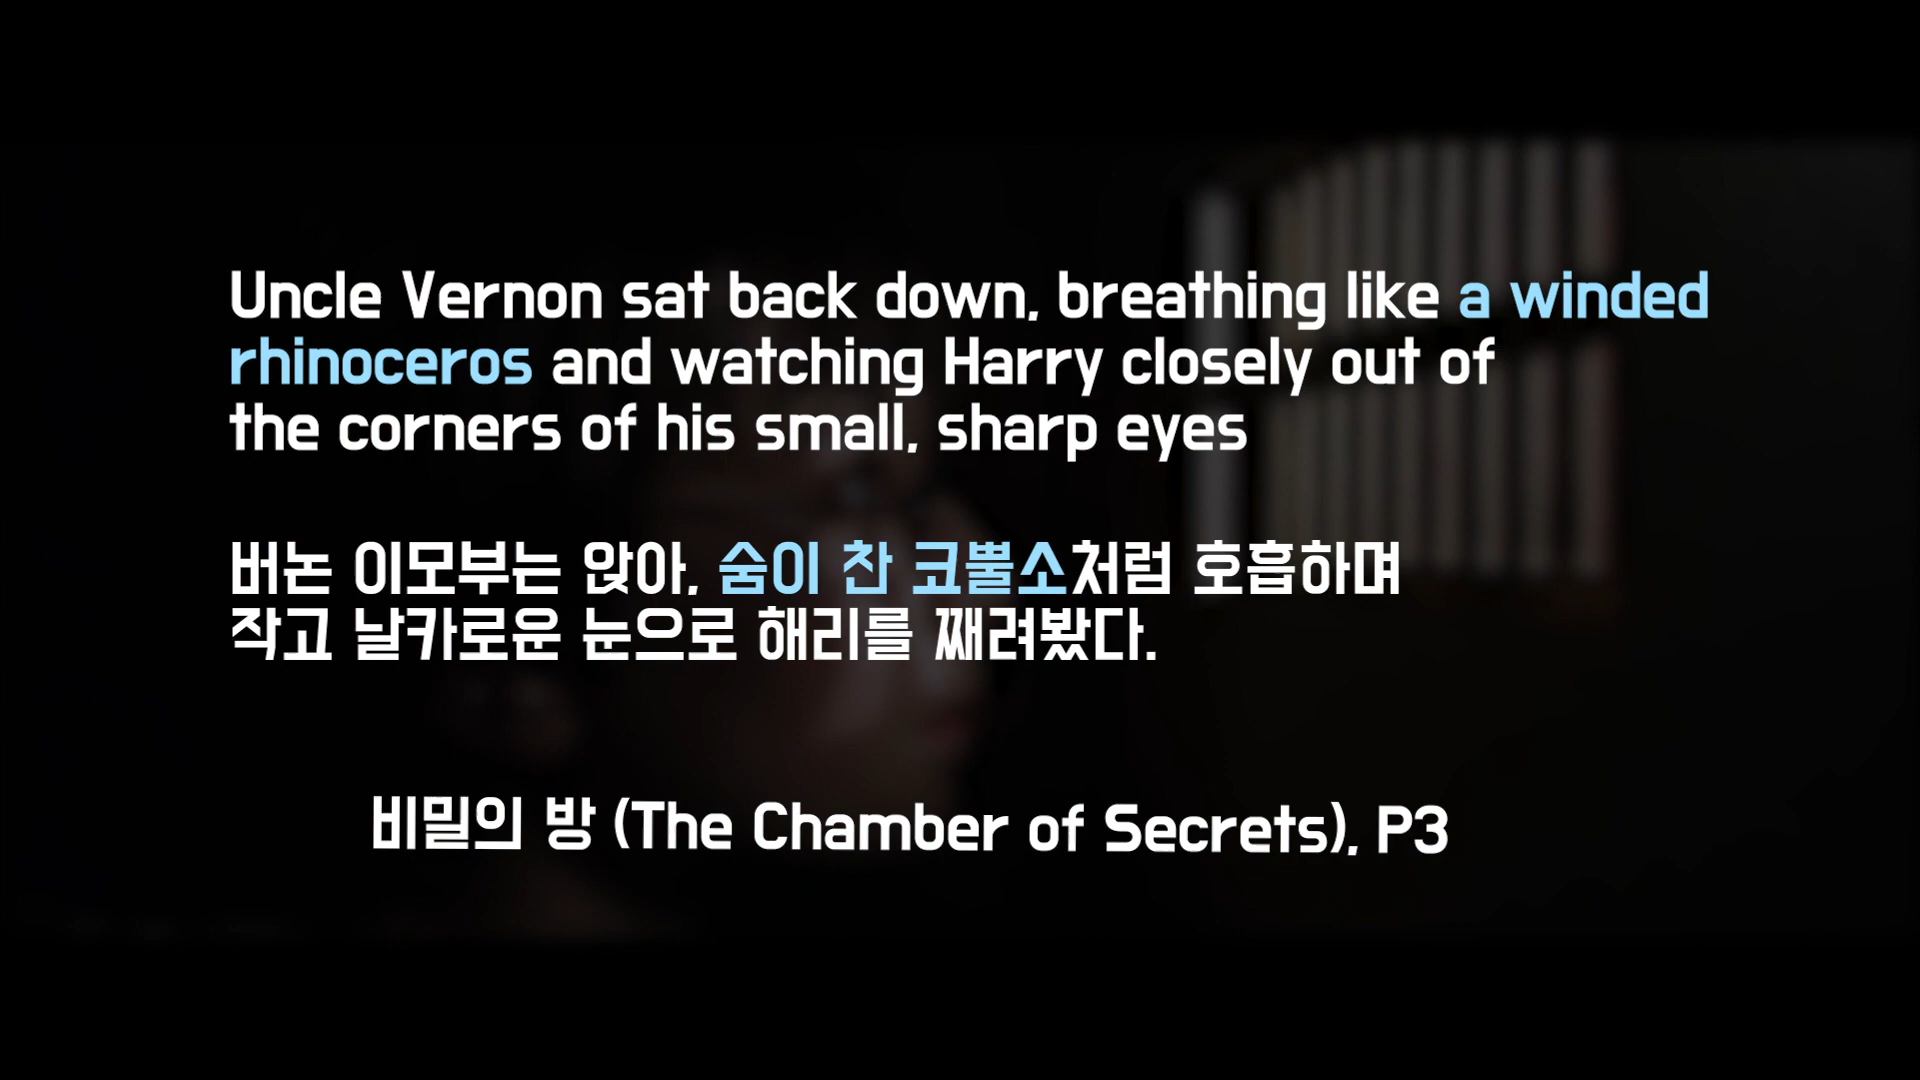 Uncle Vernon sat back down, breathing like a winded
rhinoceros and watching Harry closely out of
the corners of his small, sharp eyes
버논 이모부는 앉아, 숨이 찬 코뿔소처럼 호흡하며
작고 날카로운 눈으로 해리를 째려봤다.
비밀의 방 (The Chamber of Secrets), P3